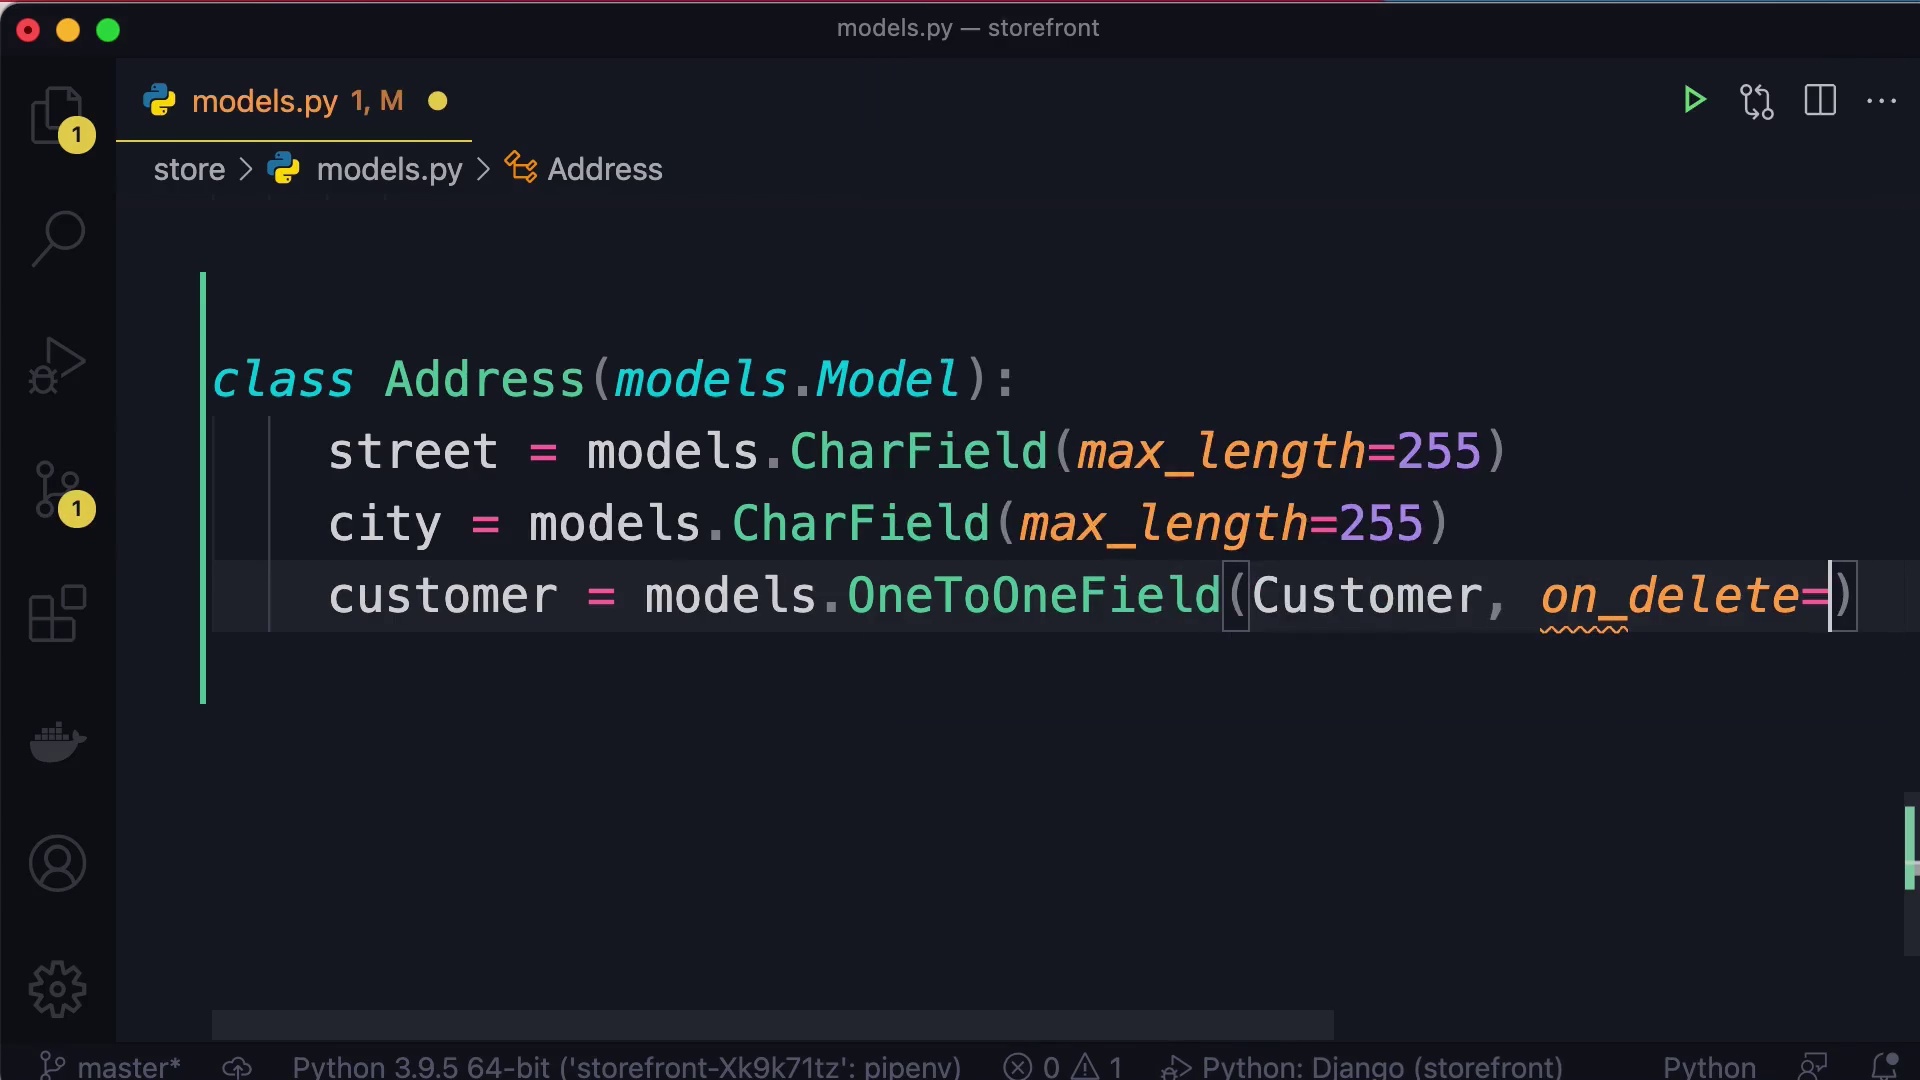 models.py — storefront
models.py 1, M
1
store > models.py > Address
class Address(models.Model):
street = models.CharField(max_length=255)
city = models.CharField(max_length=255)
customer = models.OneToOneField(Customer, on_delete=)
1
master* Python 3.9.5 64-bit ('storefront-Xk9k71tz': pipenv) 0 1 Python: Django (storefront) Python